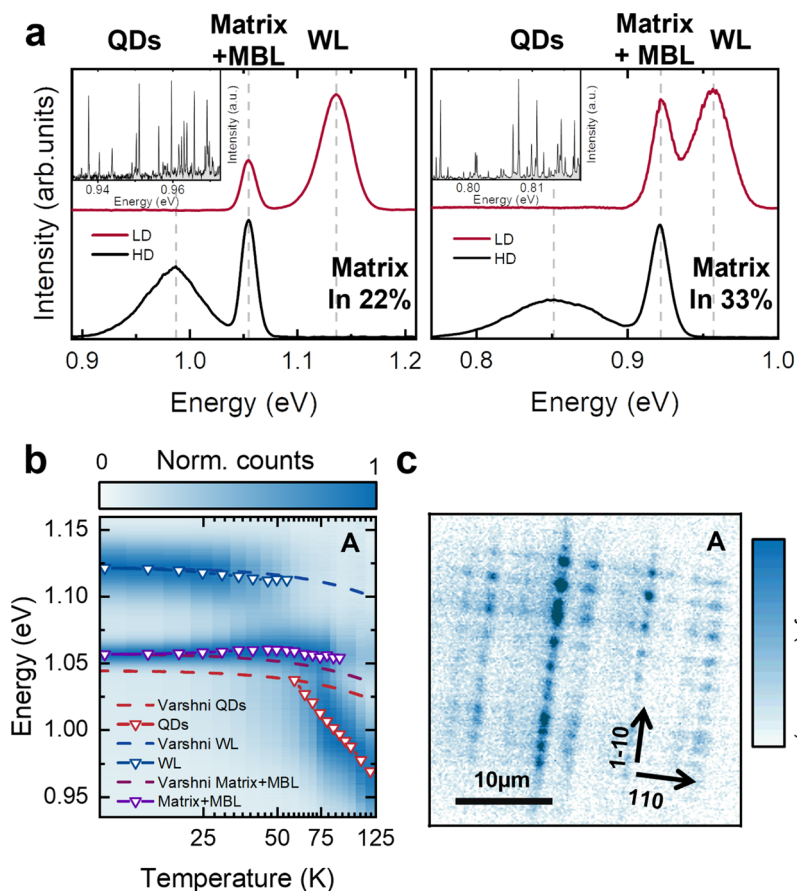 a
QDs
Matrix
+MBL
WL
QDs
Matrix
+ MBL
WL
Intensity (arb.units)
Intensity (a.u.)
0.94
0.96
Energy (eV)
LD
HD
Matrix
In 22%
0.9
1.0
1.1
1.2
Energy (eV)
Intensity (a.u.)
0.80
0.81
Energy (eV)
LD
HD
Matrix
In 33%
0.8
0.9
1.0
Energy (eV)
b
0
Norm. counts
1
A
Energy (eV)
1.15
1.10
1.05
1.00
0.95
Varshni QDs
QDs
Varshni WL
WL
Varshni Matrix+MBL
Matrix+MBL
25
50
75
125
Temperature (K)
c
A
1-10
110
10µm